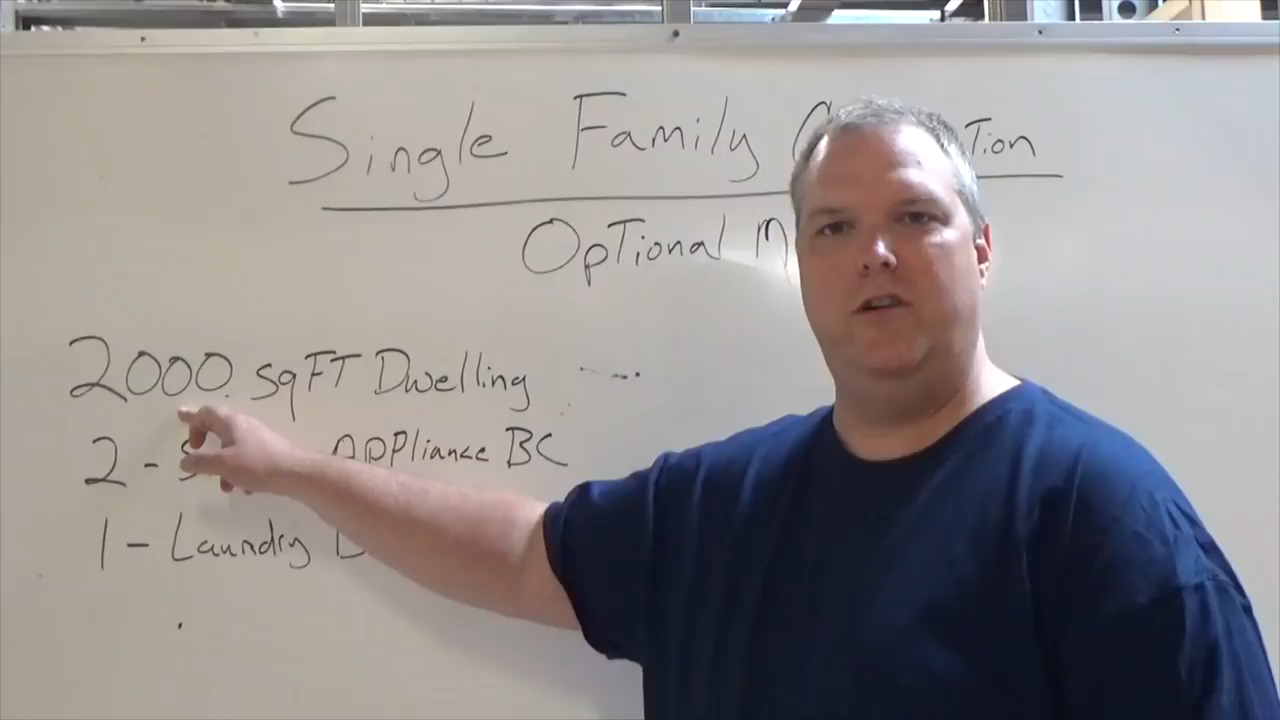 Single Family
Optional M
2000 sqFT Dwelling
2 - Appliance BC
1 - Laundry